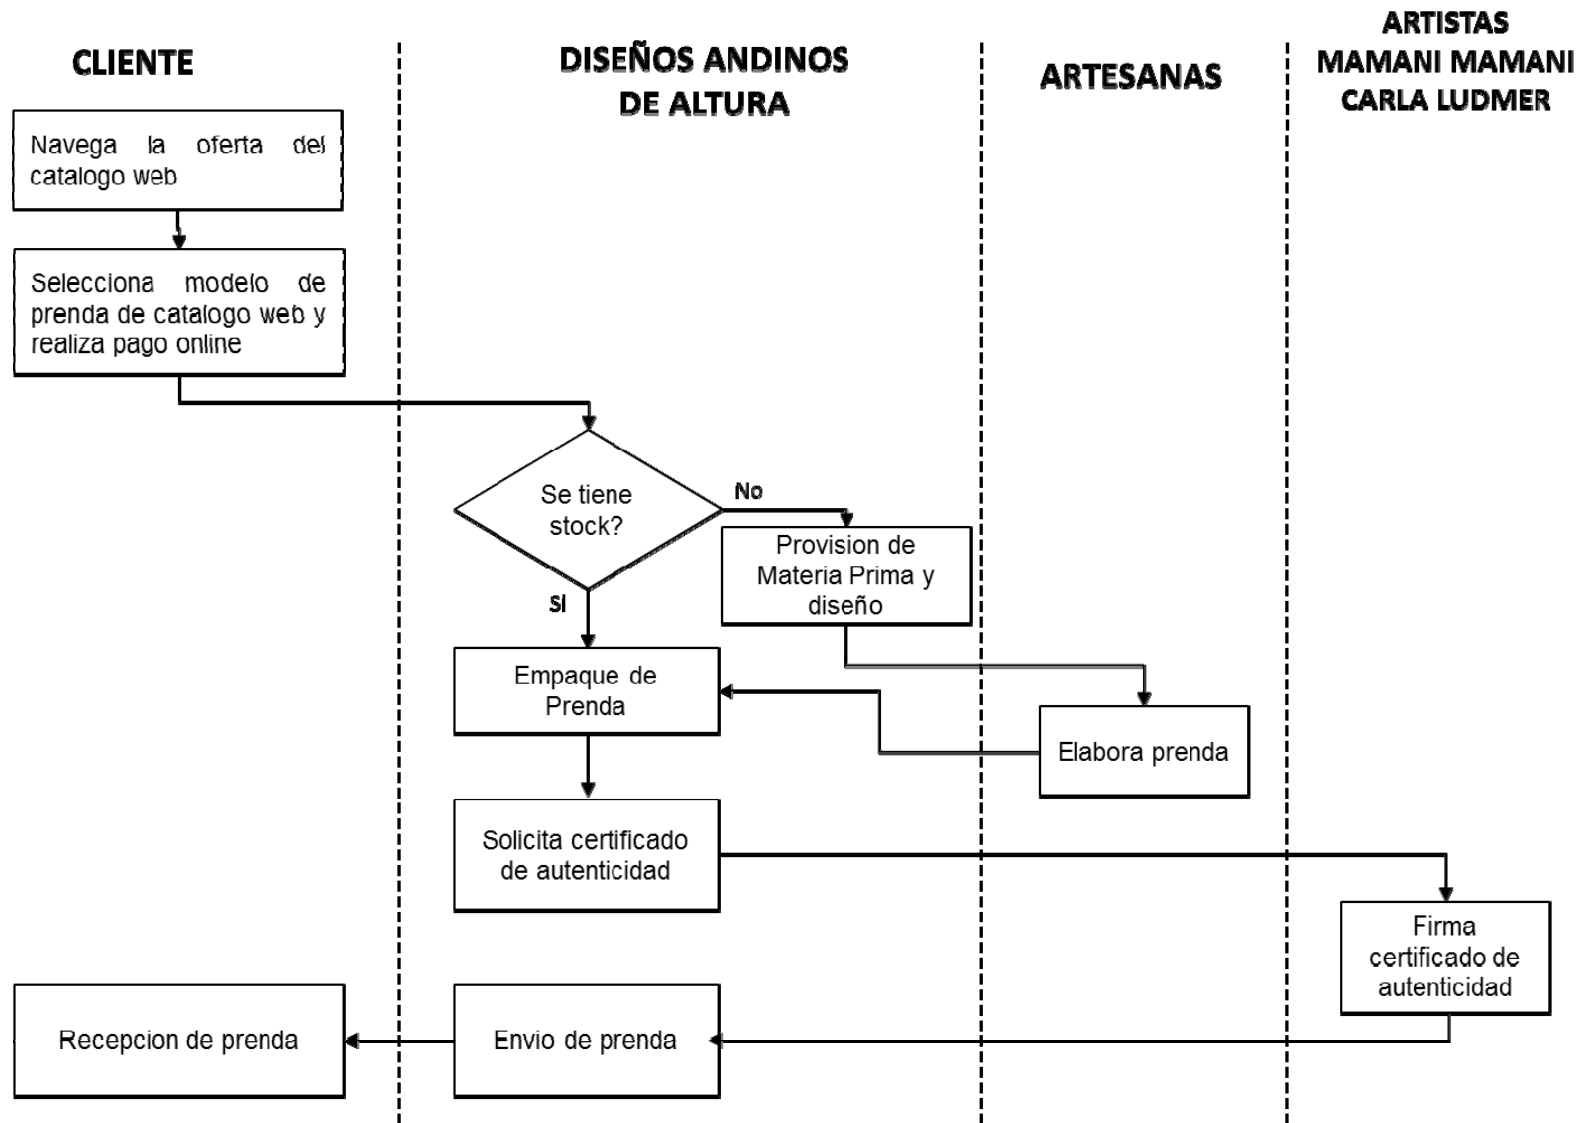 CLIENTE
DISEÑOS ANDINOS
DE ALTURA
ARTESANAS
ARTISTAS
MAMANI MAMANI
CARLA LUDMER
Navega la oferta del
catalogo web
Selecciona modelo de
prenda de catalogo web y
realiza pago online
Se tiene
stock?
No
Si
Provision de
Materia Prima y
diseño
Empaque de
Prenda
Elabora prenda
Solicita certificado
de autenticidad
Firma
certificado de
autenticidad
Recepcion de prenda
Envio de prenda